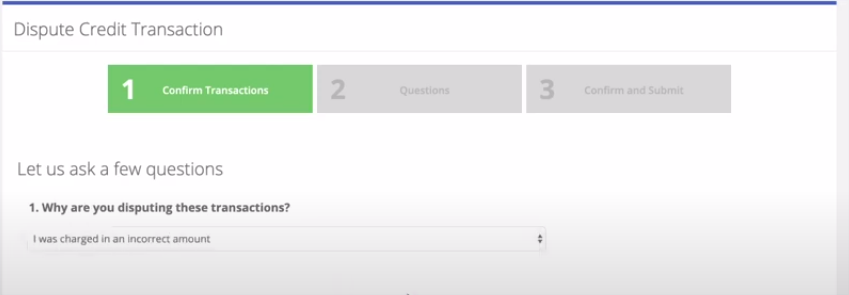 Dispute Credit Transaction
1 Confirm Transactions 2 Questions 3 Confirm and Submit
Let us ask a few questions
1. Why are you disputing these transactions?
I was charged in an incorrect amount